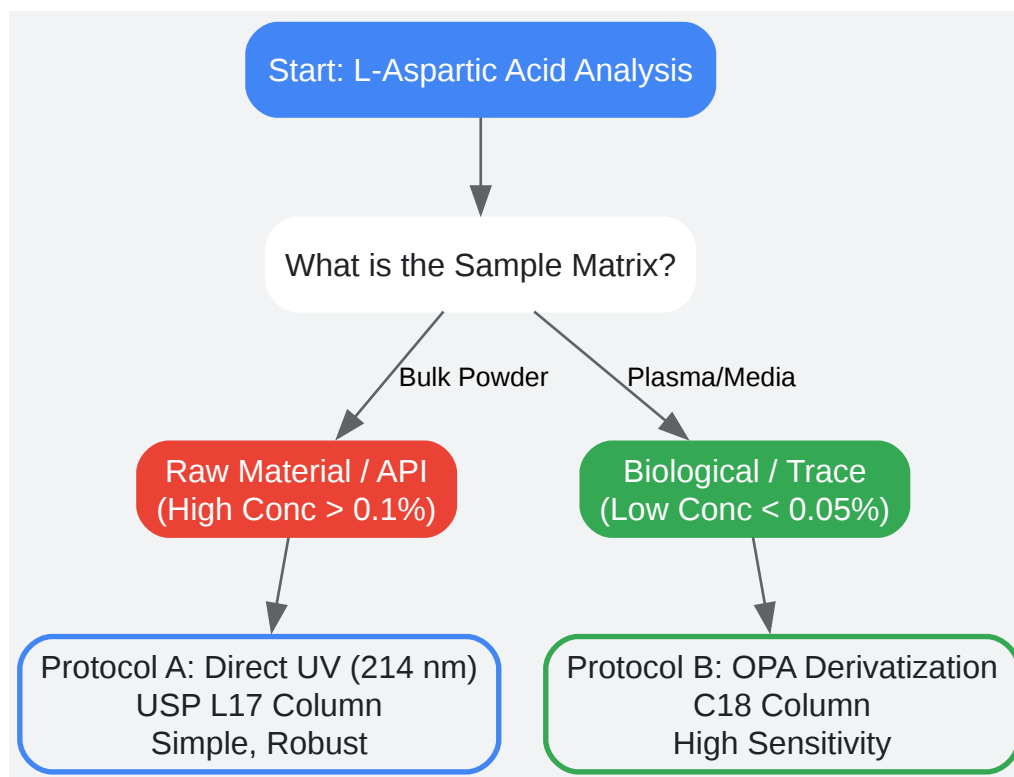 Start: L-Aspartic Acid Analysis
What is the Sample Matrix?
Bulk Powder
Plasma/Media
Raw Material / API
(High Conc > 0.1%)
Biological / Trace
(Low Conc < 0.05%)
Protocol A: Direct UV (214 nm)
USP L17 Column
Simple, Robust
Protocol B: OPA Derivatization
C18 Column
High Sensitivity